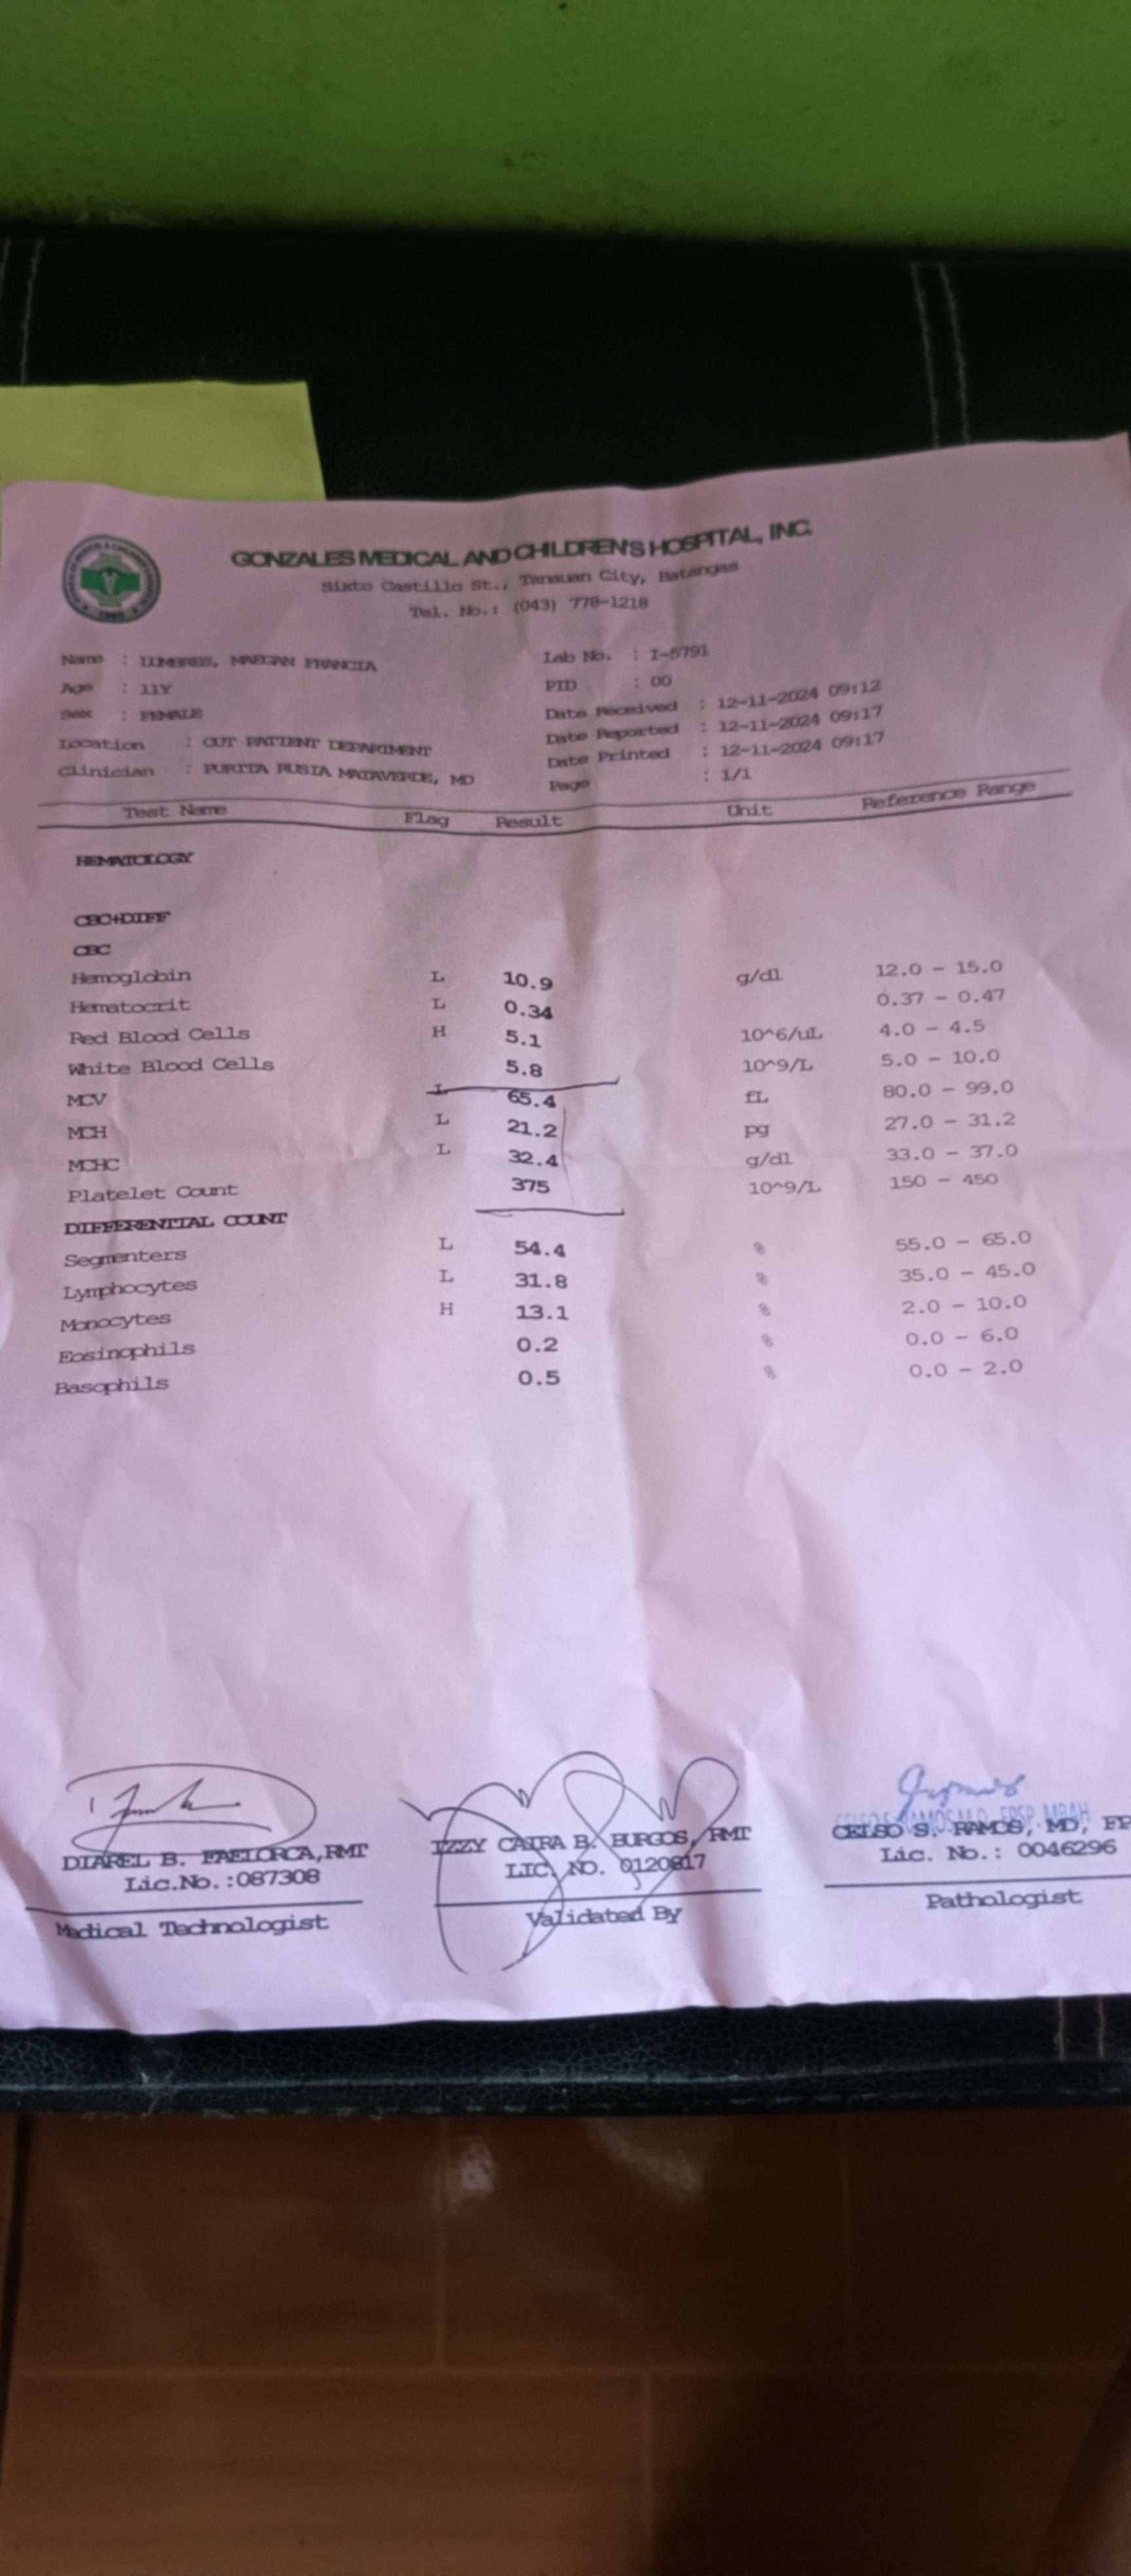 GONZALES MEDICAL AND CHILDREN'S HOSPITAL, INC.
Sixto Castillo St., Tanauan City, Batangas
Tel. No.: (043) 778-1218
Name : LUMBRES, MAEGAN FRANCIA
Lab No. : I-5791
Age : 11Y
PID : 00
Sex : FEMALE
Date Received : 12-11-2024 09:12
Location : OUT PATIENT DEPARTMENT
Date Reported : 12-11-2024 09:17
Clinician : PURITA RUSIA MATAVERDE, MD
Date Printed : 12-11-2024 09:17
Page : 1/1
Test Name Flag Result Unit Reference Range
HEMATOLOGY
CBC+DIFF
CBC
Hemoglobin L 10.9 g/dl 12.0 - 15.0
Hematocrit L 0.34 0.37 - 0.47
Red Blood Cells H 5.1 10^6/uL 4.0 - 4.5
White Blood Cells 5.8 10^9/L 5.0 - 10.0
MCV L 65.4 fL 80.0 - 99.0
MCH L 21.2 pg 27.0 - 31.2
MCHC L 32.4 g/dl 33.0 - 37.0
Platelet Count 375 10^9/L 150 - 450
DIFFERENTIAL COUNT
Segmenters L 54.4 % 55.0 - 65.0
Lymphocytes L 31.8 % 35.0 - 45.0
Monocytes H 13.1 % 2.0 - 10.0
Eosinophils 0.2 % 0.0 - 6.0
Basophils 0.5 % 0.0 - 2.0
DIAREL B. FAELORCA,RMT
Lic.No.:087308
Medical Technologist
IZZY CAIRA B. BURGOS, RMT
LIC. NO. 0120817
Validated By
CELSO S. RAMOS, MD, FP
Lic. No.: 0046296
Pathologist